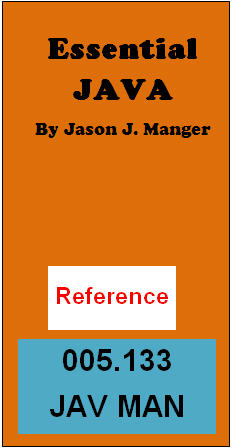 Essential
JAVA
By Jason J. Manger
Reference
005.133
JAV MAN